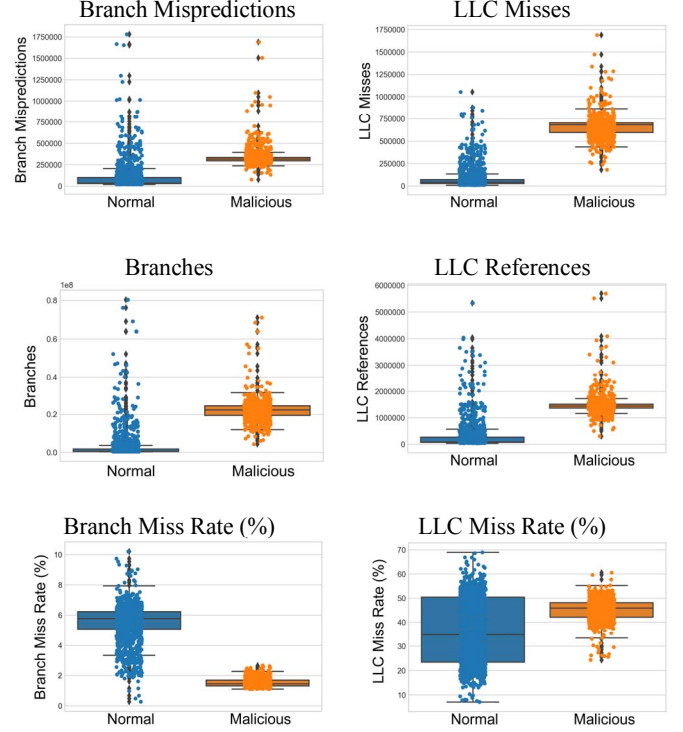 Branch Mispredictions
Branch Mispredictions
1750000
1500000
1250000
1000000
750000
500000
250000
0
Normal Malicious
LLC Misses
LLC Misses
1750000
1500000
1250000
1000000
750000
500000
250000
0
Normal Malicious
Branches
Branches
1e8
0.8
0.6
0.4
0.2
0.0
Normal Malicious
LLC References
LLC References
6000000
5000000
4000000
3000000
2000000
1000000
0
Normal Malicious
Branch Miss Rate (%)
Branch Miss Rate (%)
10
8
6
4
2
0
Normal Malicious
LLC Miss Rate (%)
LLC Miss Rate (%)
70
60
50
40
30
20
10
Normal Malicious